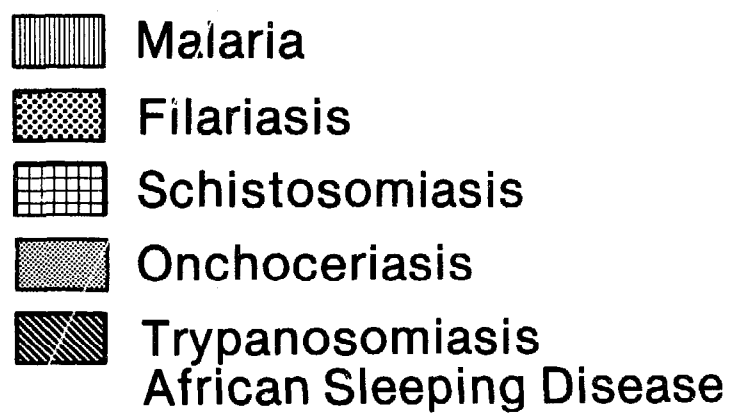 Malaria
Filariasis
Schistosomiasis
Onchoceriasis
Trypanosomiasis
African Sleeping Disease